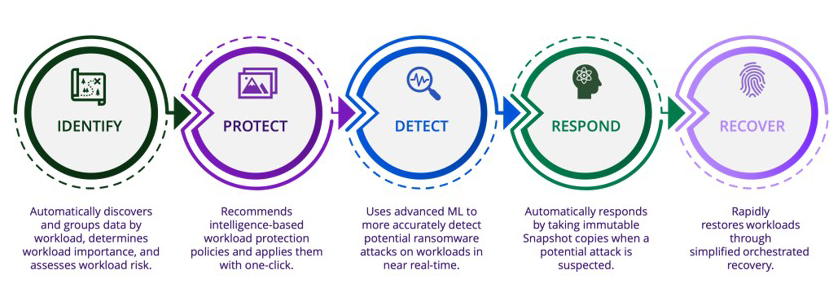 IDENTIFY
PROTECT
DETECT
RESPOND
RECOVER
Automatically discovers
and groups data by
workload, determines
workload importance, and
assesses workload risk.
Recommends
intelligence-based
workload protection
policies and applies them
with one-click.
Uses advanced ML to
more accurately detect
potential ransomware
attacks on workloads in
near real-time.
Automatically responds
by taking immutable
Snapshot copies when a
potential attack is
suspected.
Rapidly
restores workloads
through
simplified orchestrated
recovery.